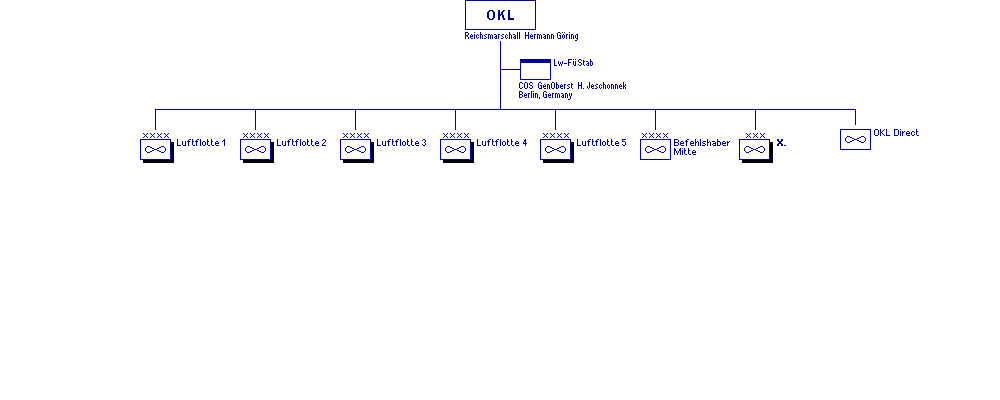 OKL
Reichsmarschall Hermann Göring
Lw-FüStab
COS GenOberst H. Jeschonnek
Berlin, Germany
XXXX XXXX XXXX XXXX XXXX XXXX XXX
Luftflotte 1 Luftflotte 2 Luftflotte 3 Luftflotte 4 Luftflotte 5 Befehlshaber X. OKL Direct
Mitte